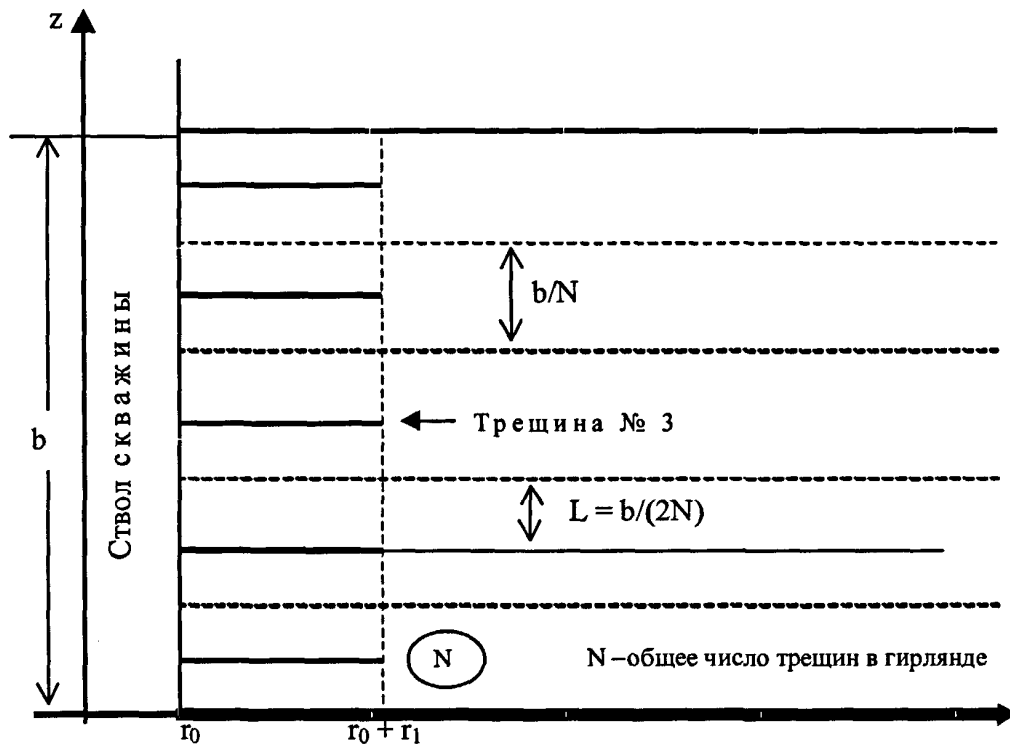 z
b/N
Ствол скважины
Трещина № 3
b
L = b/(2N)
N
N –общее число трещин в гирлянде
r₀
r₀ + r₁